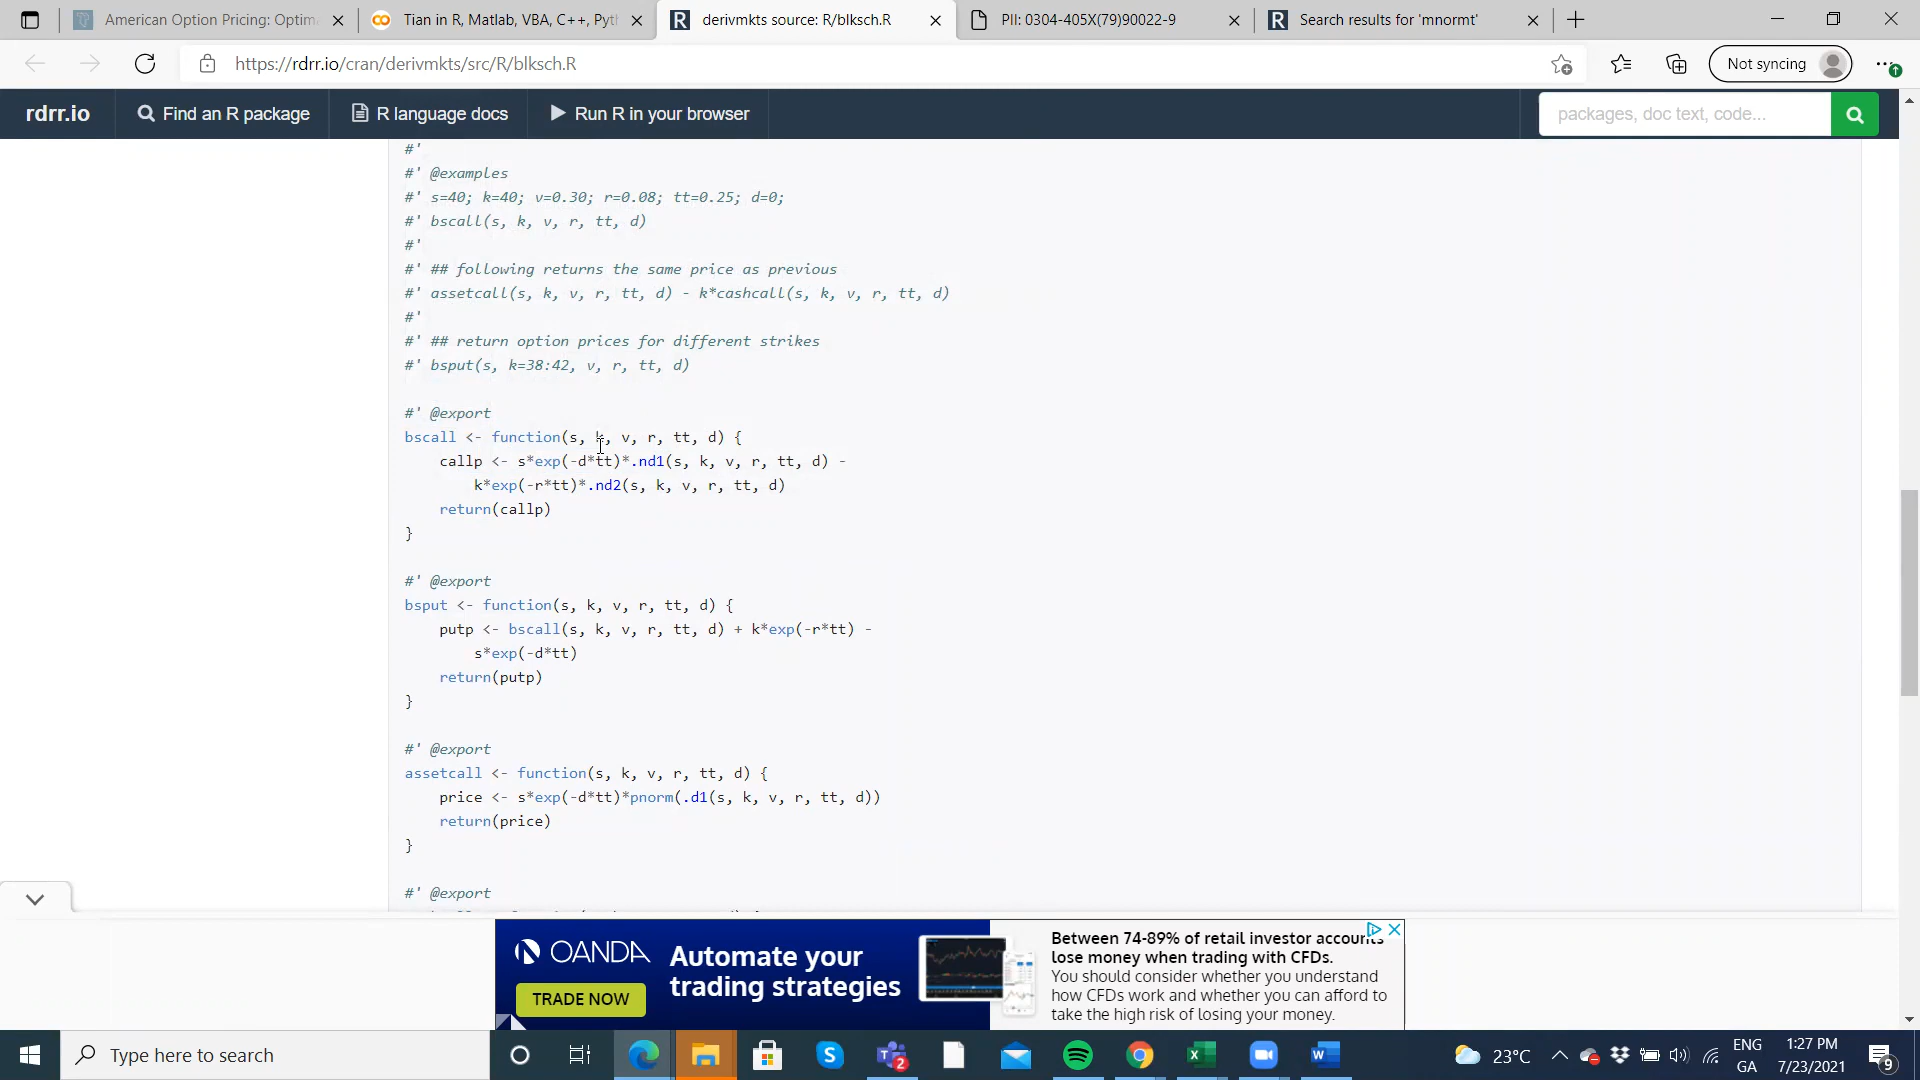 American Option Pricing: Optima
Tian in R, Matlab, VBA, C++, Pyth
derivmkts source: R/blksch.R
PII: 0304-405X(79)90022-9
Search results for 'mnormt'
https://rdrr.io/cran/derivmkts/src/R/blksch.R
Not syncing
rdrr.io
Find an R package
R language docs
Run R in your browser
packages, doc text, code...
#'
#' @examples
#' s=40; k=40; v=0.30; r=0.08; tt=0.25; d=0;
#' bscall(s, k, v, r, tt, d)
#'
#' ## following returns the same price as previous
#' assetcall(s, k, v, r, tt, d) - k*cashcall(s, k, v, r, tt, d)
#'
#' ## return option prices for different strikes
#' bsput(s, k=38:42, v, r, tt, d)
#' @export
bscall <- function(s, k, v, r, tt, d) {
callp <- s*exp(-d*tt)*.nd1(s, k, v, r, tt, d) -
k*exp(-r*tt)*.nd2(s, k, v, r, tt, d)
return(callp)
}
#' @export
bsput <- function(s, k, v, r, tt, d) {
putp <- bscall(s, k, v, r, tt, d) + k*exp(-r*tt) -
s*exp(-d*tt)
return(putp)
}
#' @export
assetcall <- function(s, k, v, r, tt, d) {
price <- s*exp(-d*tt)*pnorm(.d1(s, k, v, r, tt, d))
return(price)
}
#' @export
OANDA
TRADE NOW
Automate your
trading strategies
Between 74-89% of retail investor accounts
lose money when trading with CFDs.
You should consider whether you understand
how CFDs work and whether you can afford to
take the high risk of losing your money.
Type here to search
2
23°C
ENG
GA
1:27 PM
7/23/2021
9